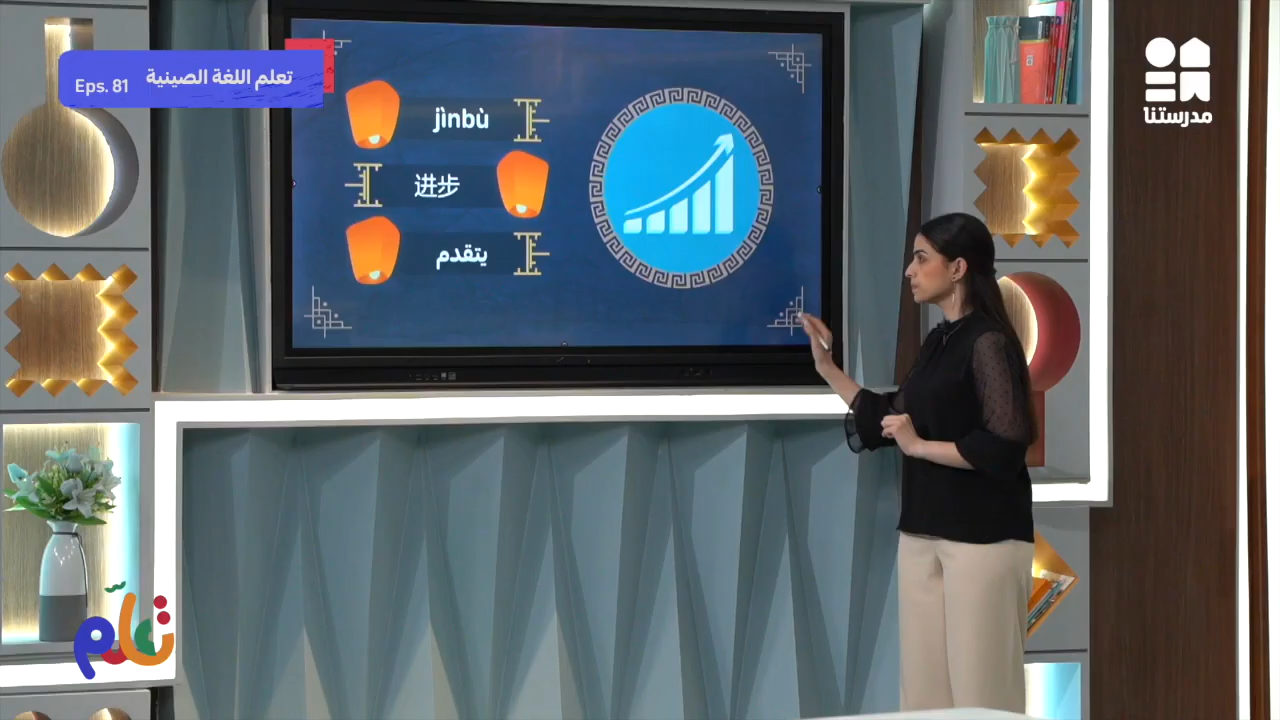 تعلم اللغة الصينية
Eps. 81
jìnbù
进步
يتقدم
مدرستنا
تعلّم